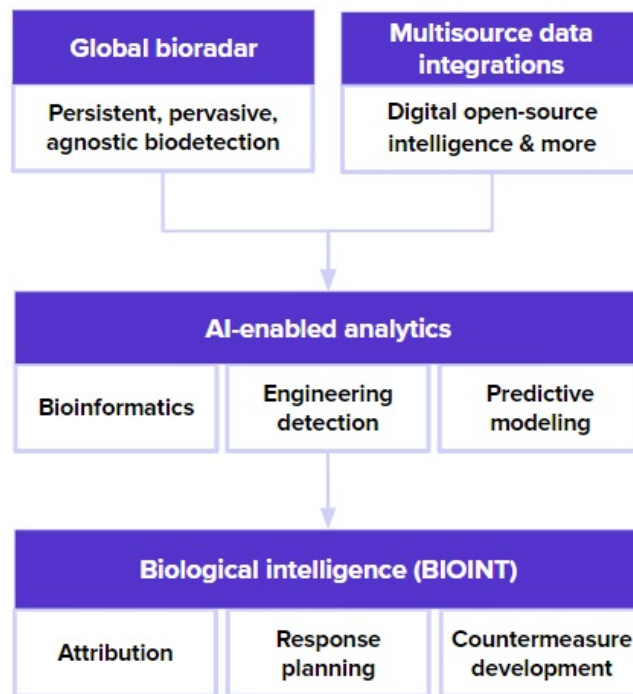 Global bioradar
Persistent, pervasive,
agnostic biodetection
Multisource data
integrations
Digital open-source
intelligence & more
AI-enabled analytics
Bioinformatics
Engineering
detection
Predictive
modeling
Biological intelligence (BIOINT)
Attribution
Response
planning
Countermeasure
development